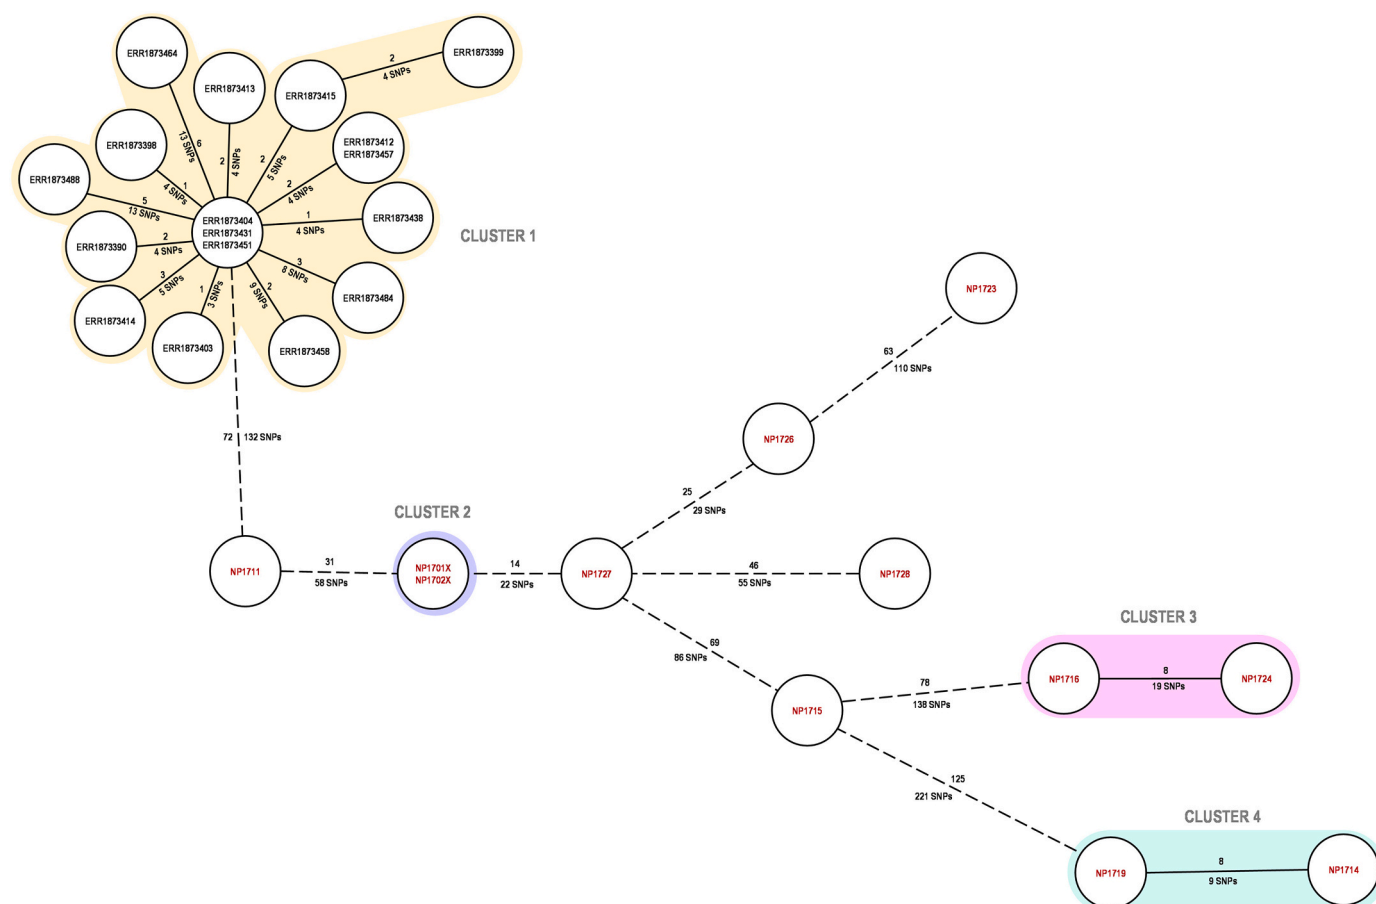 ERR1873464
ERR1873413
ERR1873415
2
4 SNPs
ERR1873399
ERR1873398
6
13 SNPs
2
4 SNPs
2
5 SNPs
ERR1873412
ERR1873457
ERR1873488
1
4 SNPs
2
4 SNPs
5
13 SNPs
ERR1873404
ERR1873431
ERR1873451
1
4 SNPs
ERR1873438
CLUSTER 1
ERR1873390
2
4 SNPs
3
8 SNPs
ERR1873484
3
5 SNPs
1
3 SNPs
2
9 SNPs
ERR1873414
ERR1873403
ERR1873458
NP1723
63
110 SNPs
72
132 SNPs
NP1726
25
29 SNPs
CLUSTER 2
NP1711
31
58 SNPs
NP1701X
NP1702X
14
22 SNPs
NP1727
46
55 SNPs
NP1728
69
86 SNPs
CLUSTER 3
NP1715
78
138 SNPs
NP1716
8
19 SNPs
NP1724
125
221 SNPs
CLUSTER 4
NP1719
8
9 SNPs
NP1714